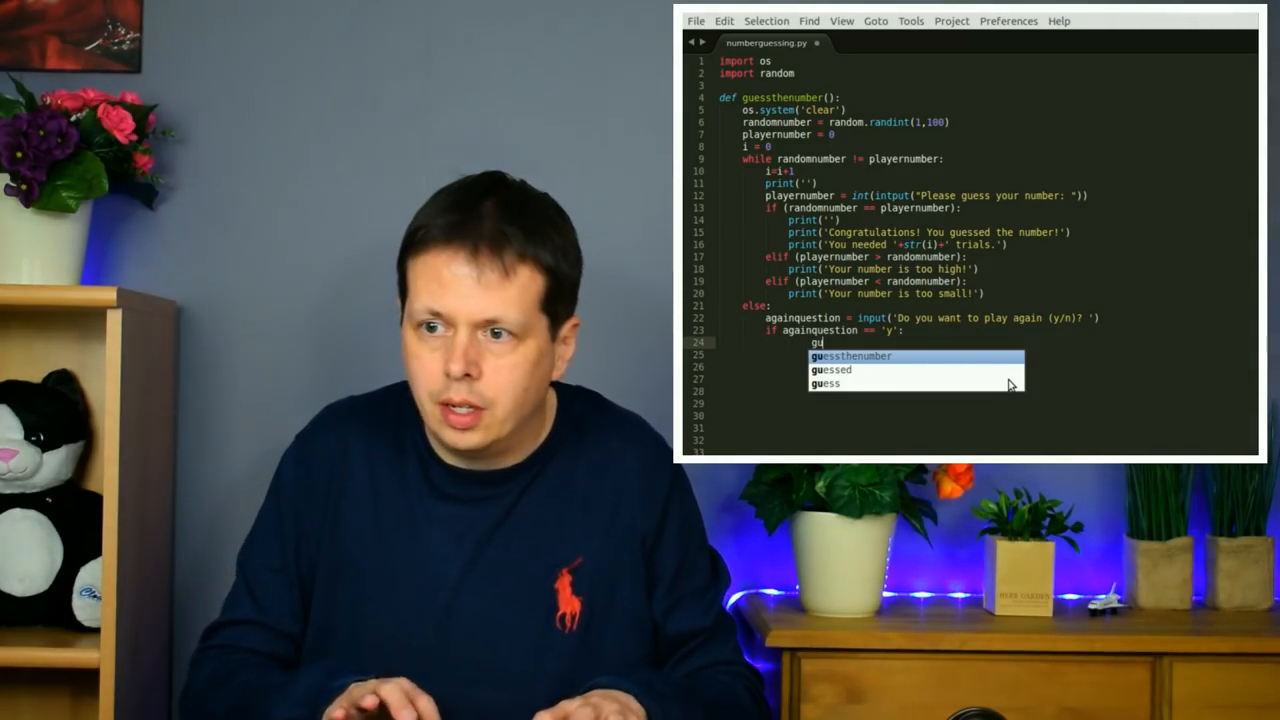 File Edit Selection Find View Goto Tools Project Preferences Help
numberguessing.py
1 import os
2 import random
3
4 def guessthenumber():
5 os.system('clear')
6 randomnumber = random.randint(1,100)
7 playernumber = 0
8 i = 0
9 while randomnumber != playernumber:
10 i=i+1
11 print('')
12 playernumber = int(intput("Please guess your number: "))
13 if (randomnumber == playernumber):
14 print('')
15 print('Congratulations! You guessed the number!')
16 print('You needed '+str(i)+' trials.')
17 elif (playernumber > randomnumber):
18 print('Your number is too high!')
19 elif (playernumber < randomnumber):
20 print('Your number is too small!')
21 else:
22 againquestion = input('Do you want to play again (y/n)? ')
23 if againquestion == 'y':
24 gu
25 guessthenumber
26 guessed
27 guess
28
29
30
31
32
33
HERB GARDEN